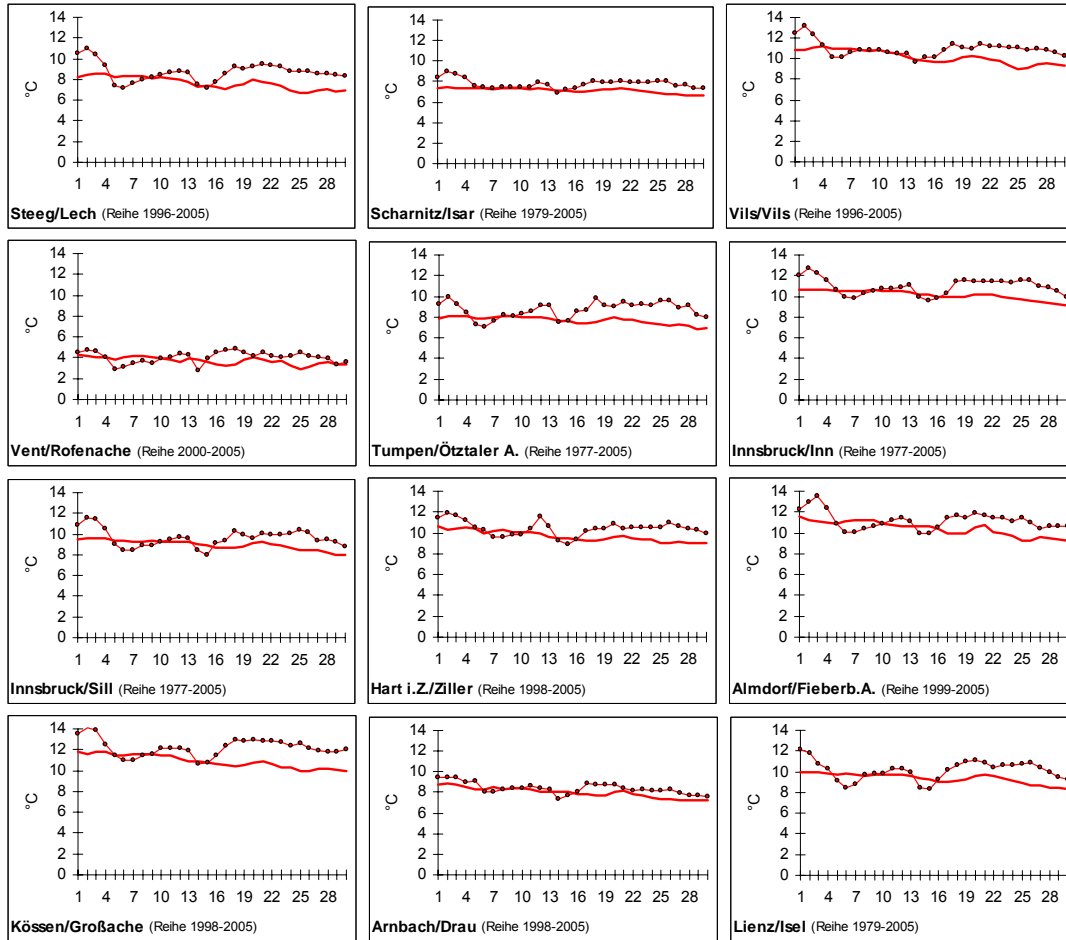 14
12
10
8
6
4
2
0
°C
1 4 7 10 13 16 19 22 25 28
Steeg/Lech (Reihe 1996-2005)
14
12
10
8
6
4
2
0
°C
1 4 7 10 13 16 19 22 25 28
Scharnitz/Isar (Reihe 1979-2005)
14
12
10
8
6
4
2
0
°C
1 4 7 10 13 16 19 22 25 28
Vils/Vils (Reihe 1996-2005)
14
12
10
8
6
4
2
0
°C
1 4 7 10 13 16 19 22 25 28
Vent/Rofenache (Reihe 2000-2005)
14
12
10
8
6
4
2
0
°C
1 4 7 10 13 16 19 22 25 28
Tumpen/Ötztaler A. (Reihe 1977-2005)
14
12
10
8
6
4
2
0
°C
1 4 7 10 13 16 19 22 25 28
Innsbruck/Inn (Reihe 1977-2005)
14
12
10
8
6
4
2
0
°C
1 4 7 10 13 16 19 22 25 28
Innsbruck/Sill (Reihe 1977-2005)
14
12
10
8
6
4
2
0
°C
1 4 7 10 13 16 19 22 25 28
Hart i.Z./Ziller (Reihe 1998-2005)
14
12
10
8
6
4
2
0
°C
1 4 7 10 13 16 19 22 25 28
Almdorf/Fieberb.A. (Reihe 1999-2005)
14
12
10
8
6
4
2
0
°C
1 4 7 10 13 16 19 22 25 28
Kössen/Großache (Reihe 1998-2005)
14
12
10
8
6
4
2
0
°C
1 4 7 10 13 16 19 22 25 28
Arnbach/Drau (Reihe 1998-2005)
14
12
10
8
6
4
2
0
°C
1 4 7 10 13 16 19 22 25 28
Lienz/Isel (Reihe 1979-2005)